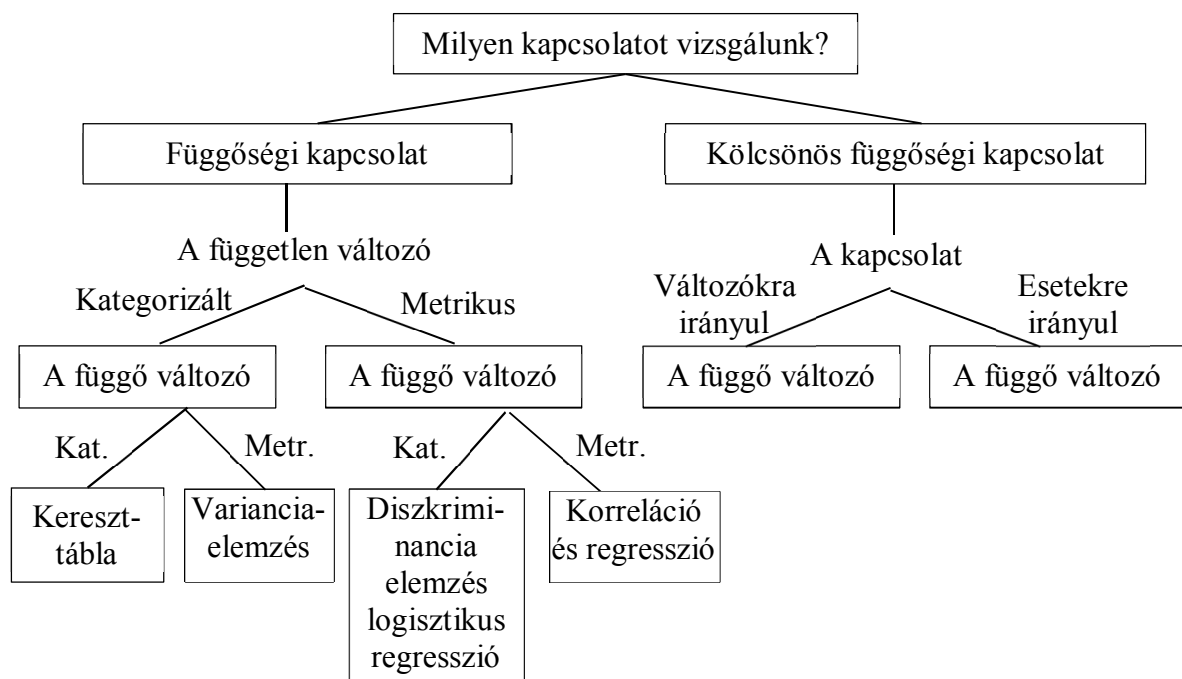 Milyen kapcsolatot vizsgálunk?
Függőségi kapcsolat
Kölcsönös függőségi kapcsolat
A független változó
A kapcsolat
Kategorizált
Metrikus
Változókra
irányul
Esetekre
irányul
A függő változó
A függő változó
A függő változó
A függő változó
Kat.
Metr.
Kat.
Metr.
Kereszt-
tábla
Variancia-
elemzés
Diszkrimi-
nancia
elemzés
logisztikus
regresszió
Korreláció
és regresszió